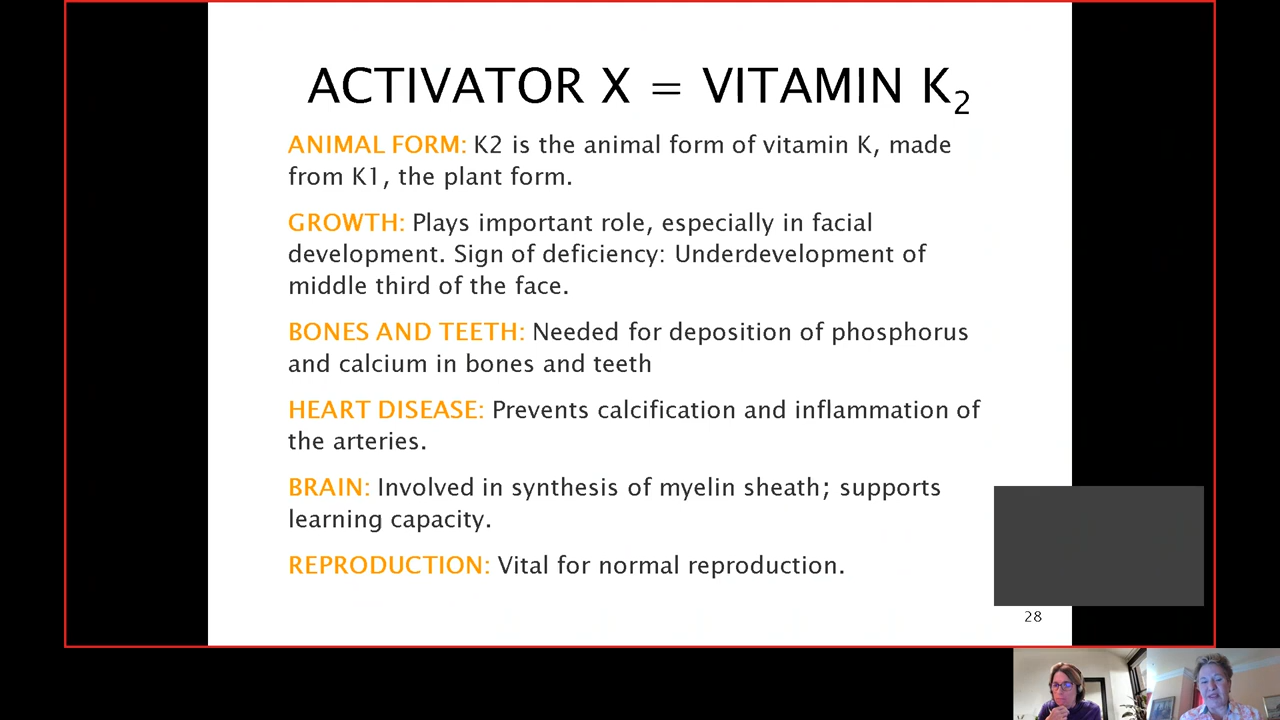 ACTIVATOR X = VITAMIN K2
ANIMAL FORM: K2 is the animal form of vitamin K, made
from K1, the plant form.
GROWTH: Plays important role, especially in facial
development. Sign of deficiency: Underdevelopment of
middle third of the face.
BONES AND TEETH: Needed for deposition of phosphorus
and calcium in bones and teeth
HEART DISEASE: Prevents calcification and inflammation of
the arteries.
BRAIN: Involved in synthesis of myelin sheath; supports
learning capacity.
REPRODUCTION: Vital for normal reproduction.
28